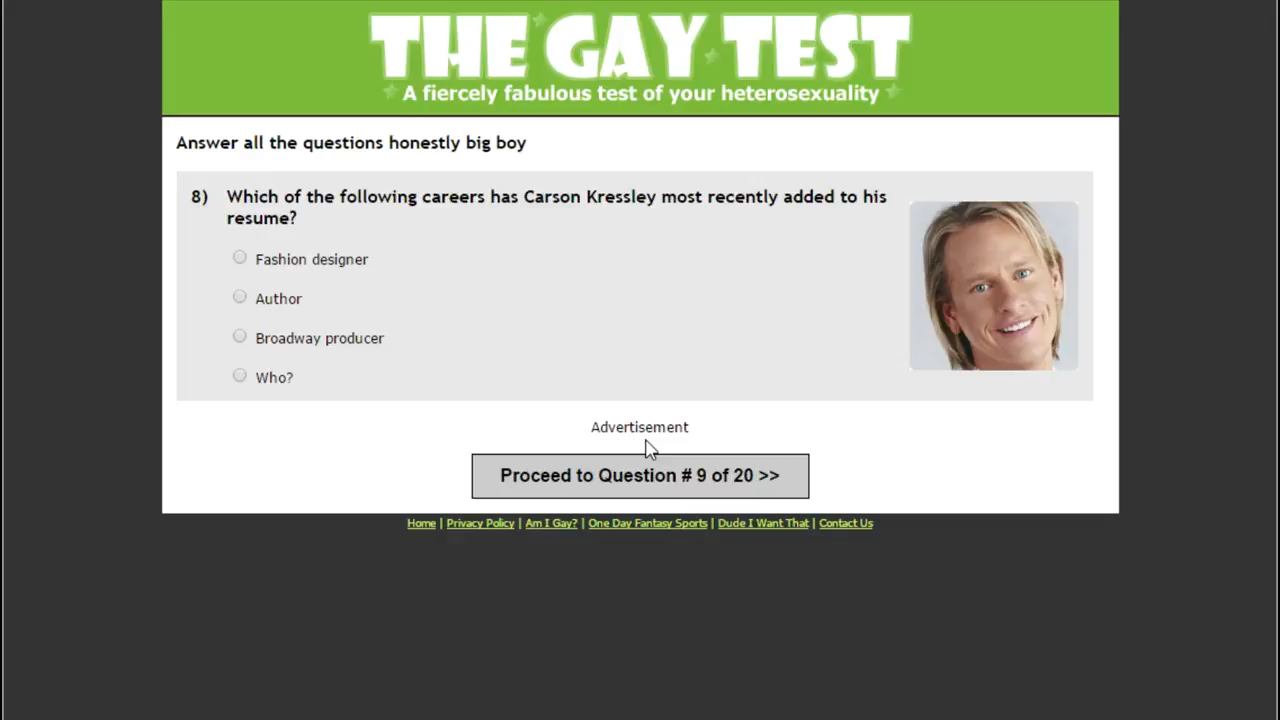 THE GAY TEST
A fiercely fabulous test of your heterosexuality
Answer all the questions honestly big boy
8) Which of the following careers has Carson Kressley most recently added to his
resume?
Fashion designer
Author
Broadway producer
Who?
Advertisement
Proceed to Question # 9 of 20 >>
Home | Privacy Policy | Am I Gay? | One Day Fantasy Sports | Dude I Want That | Contact Us